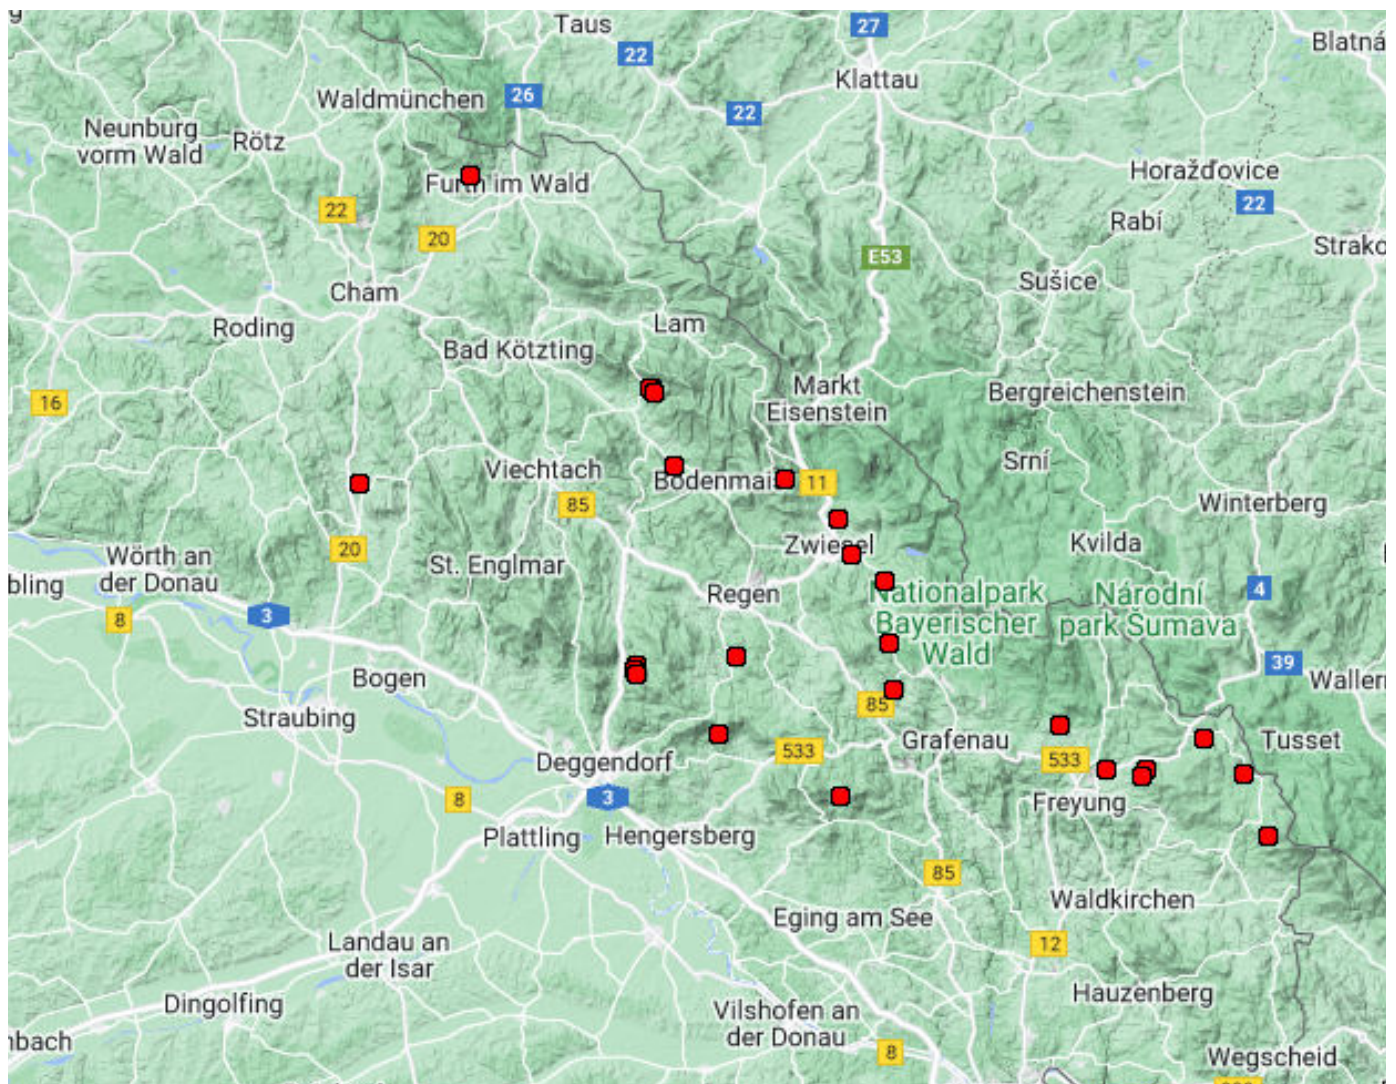 Taus
27
Blatná
22
Klattau
Waldmünchen
26
22
Neunburg
vorm Wald
Rötz
Horažďovice
Furth im Wald
22
22
Rabí
20
Strako
E53
Sušice
Cham
Roding
Lam
Bad Kötzting
Markt
Eisenstein
Bergreichenstein
16
Srní
Viechtach
Bodenmais
11
85
Winterberg
Wörth an
der Donau
20
Zwiesel
Kvilda
bling
St. Englmar
Regen
Nationalpark
Bayerischer
Wald
Národní
park Šumava
4
3
8
39
Bogen
Wallern
Straubing
85
Grafenau
Tusset
533
533
Deggendorf
8
3
Freyung
Plattling
Hengersberg
85
Waldkirchen
Eging am See
12
Landau an
der Isar
Dingolfing
Hauzenberg
Vilshofen an
der Donau
nbach
8
Wegscheid